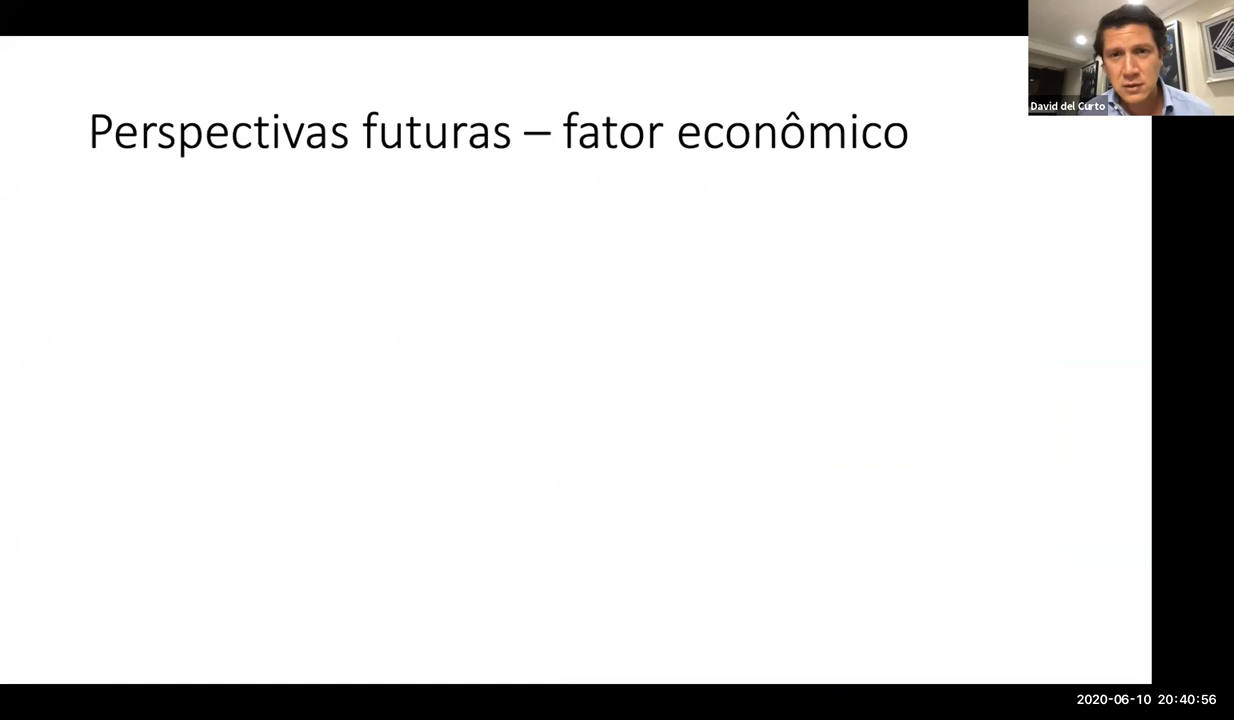 David del Curto
Perspectivas futuras – fator econômico
2020-06-10 20:40:56